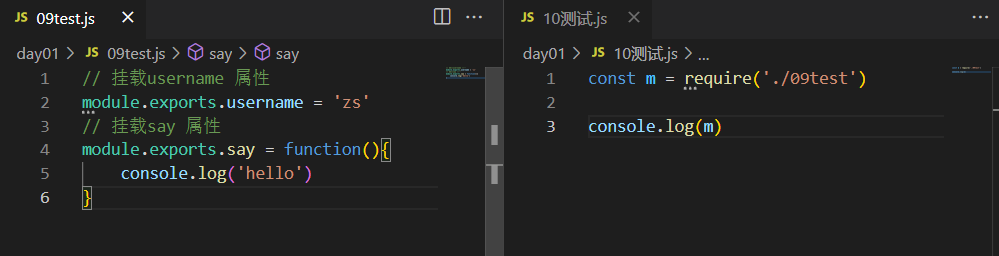 JS 09test.js ×
day01 > JS 09test.js > say > say
1 // 挂载username 属性
2 module.exports.username = 'zs'
3 // 挂载say 属性
4 module.exports.say = function(){
5 console.log('hello')
6 }
JS 10测试.js ×
day01 > JS 10测试.js > ...
1 const m = require('./09test')
2
3 console.log(m)